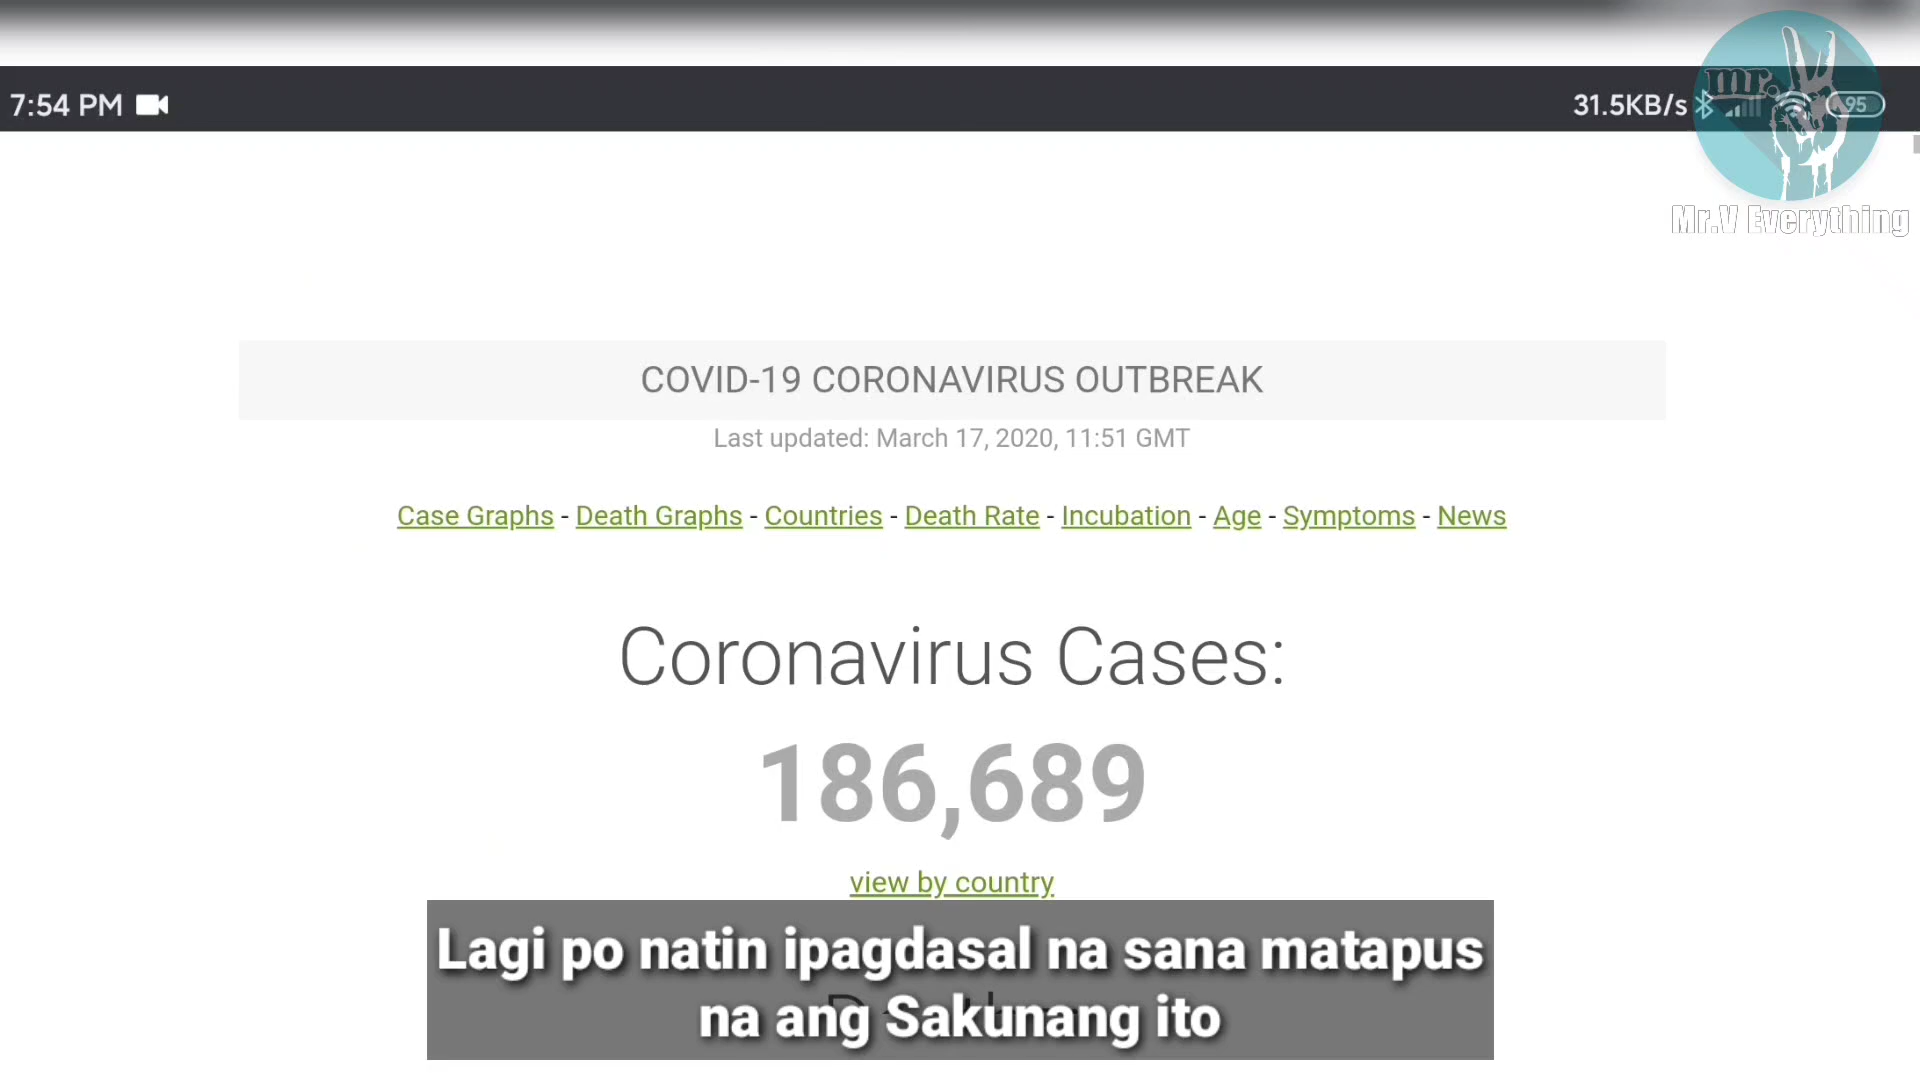 7:54 PM
31.5KB/s 95
mr.
Mr.V Everything
COVID-19 CORONAVIRUS OUTBREAK
Last updated: March 17, 2020, 11:51 GMT
Case Graphs - Death Graphs - Countries - Death Rate - Incubation - Age - Symptoms - News
Coronavirus Cases:
186,689
view by country
Lagi po natin ipagdasal na sana matapus
na ang Sakunang ito